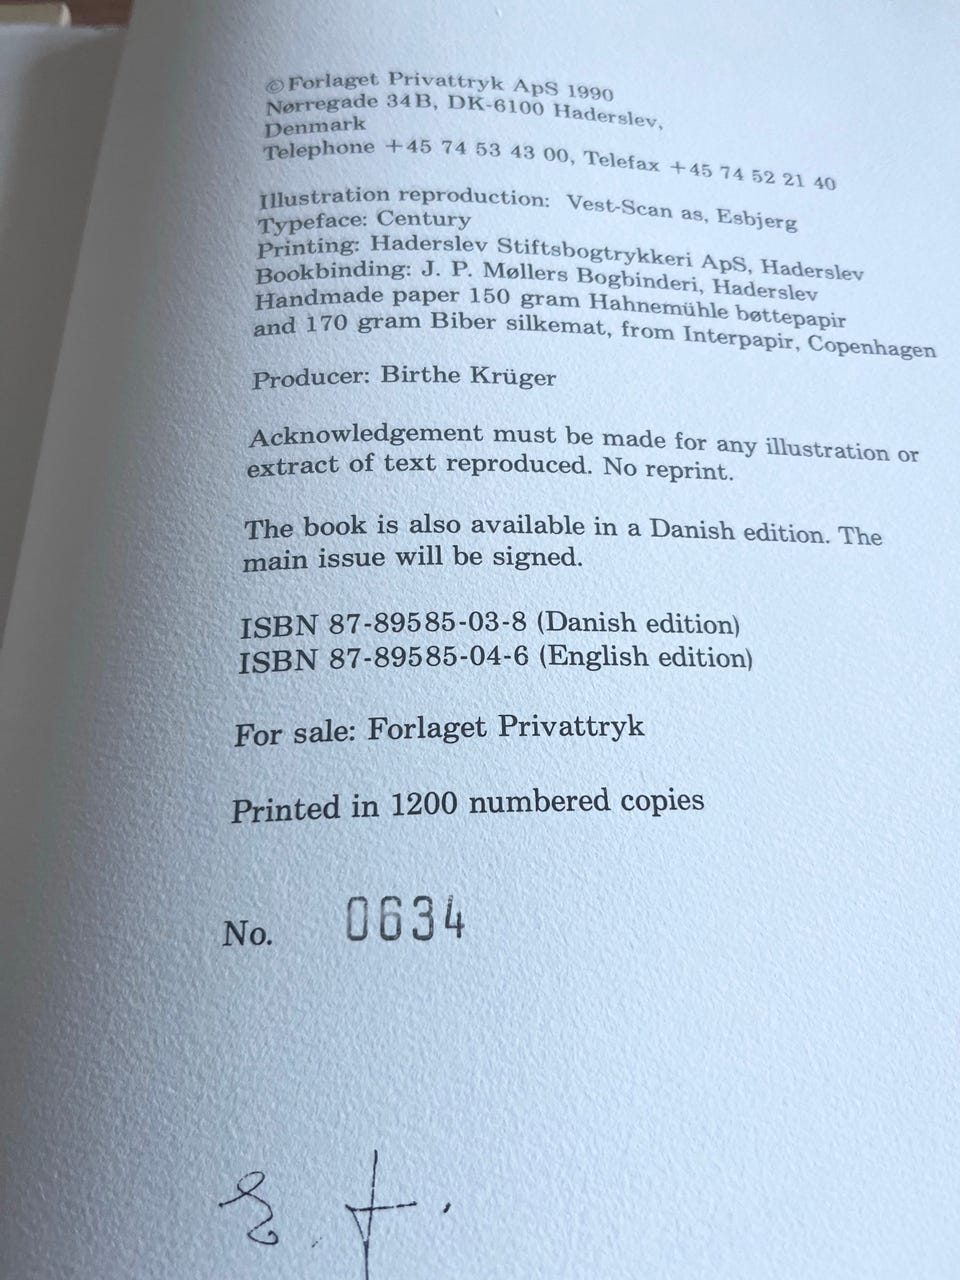 © Forlaget Privattryk ApS 1990
Nørregade 34B, DK-6100 Haderslev,
Denmark
Telephone +45 74 53 43 00, Telefax +45 74 52 21 40
Illustration reproduction: Vest-Scan as, Esbjerg
Typeface: Century
Printing: Haderslev Stiftsbogtrykkeri ApS, Haderslev
Bookbinding: J. P. Møllers Bogbinderi, Haderslev
Handmade paper 150 gram Hahnemühle bøttepapir
and 170 gram Biber silkemat, from Interpapir, Copenhagen
Producer: Birthe Krüger
Acknowledgement must be made for any illustration or
extract of text reproduced. No reprint.
The book is also available in a Danish edition. The
main issue will be signed.
ISBN 87-89585-03-8 (Danish edition)
ISBN 87-89585-04-6 (English edition)
For sale: Forlaget Privattryk
Printed in 1200 numbered copies
No. 0634